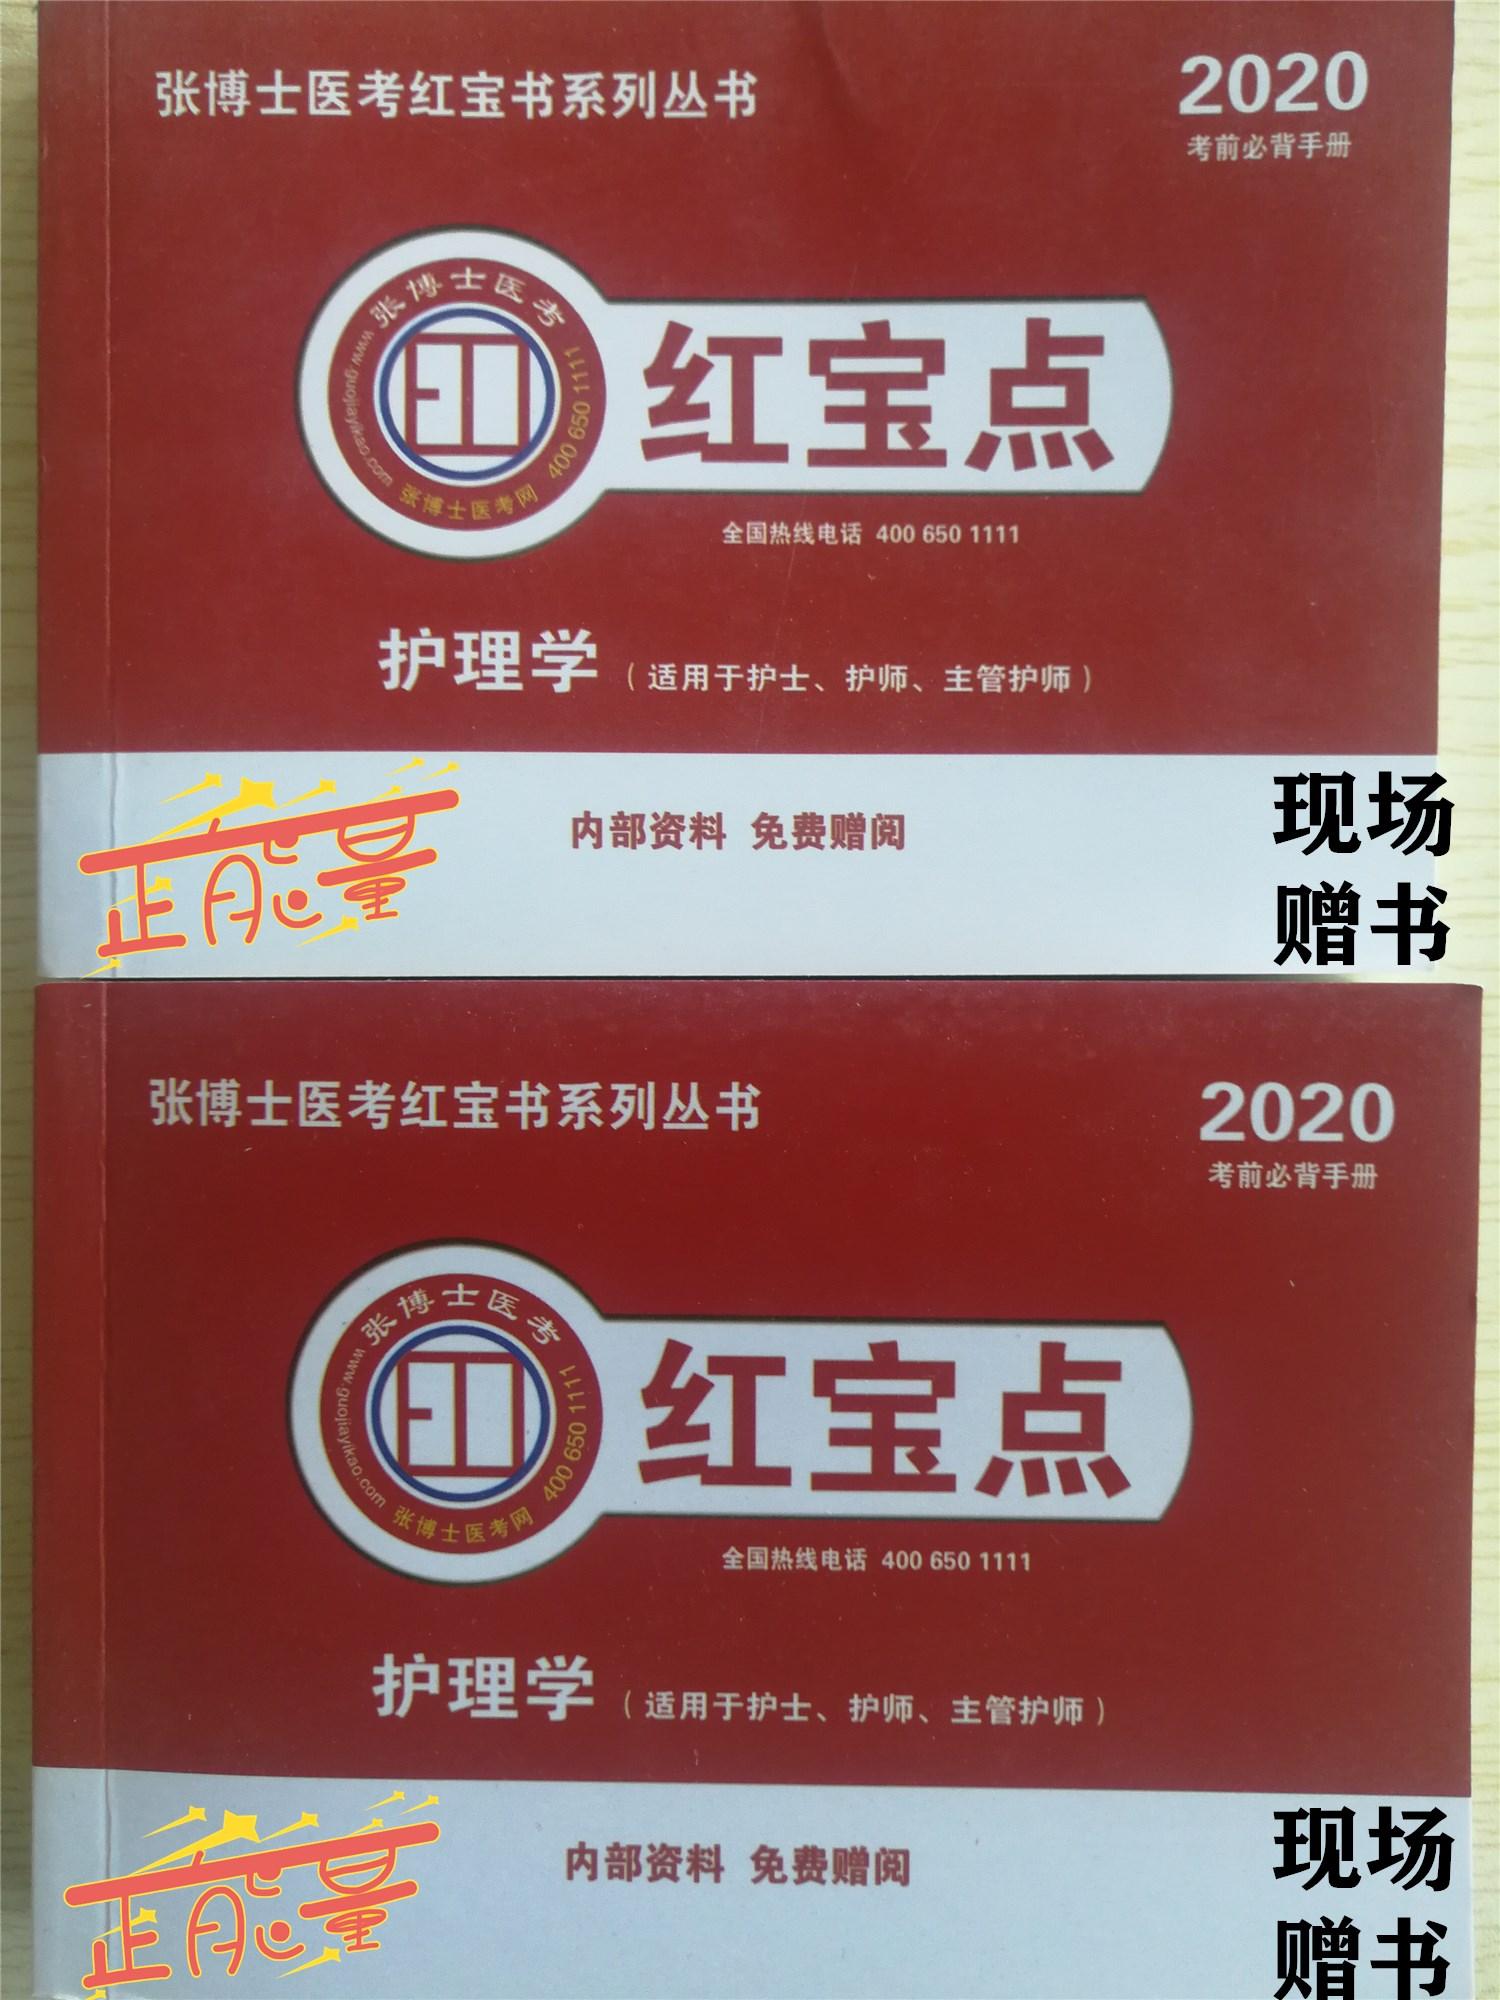 张博士医考红宝书系列丛书
2020
考前必背手册
张博士医考
www.guojiayikao.com
400 650 1111
张博士医考网
红宝点
全国热线电话 400 650 1111
护理学（适用于护士、护师、主管护师）
内部资料 免费赠阅
正能量
现场
赠书
张博士医考红宝书系列丛书
2020
考前必背手册
张博士医考
www.guojiayikao.com
400 650 1111
张博士医考网
红宝点
全国热线电话 400 650 1111
护理学（适用于护士、护师、主管护师）
内部资料 免费赠阅
正能量
现场
赠书